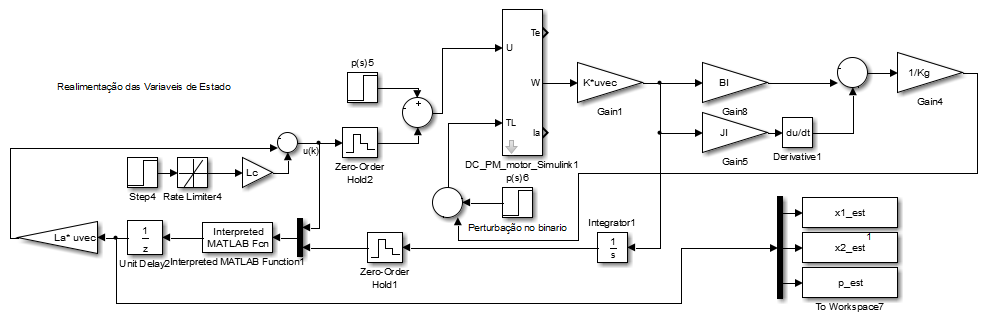 Realimentação das Variaveis de Estado
p(s)5
+
U
TL
Te
W
Ia
DC_PM_motor_Simulink1
K*uvec
Gain1
BI
Gain8
JI
Gain5
du/dt
Derivative1
1/Kg
Gain4
u(k)
Zero-Order
Hold2
Step4
Rate Limiter4
Lc
p(s)6
Perturbação no binario
La* uvec
1
z
Unit Delay2
Interpreted
MATLAB Fcn
Interpreted MATLAB Function1
Zero-Order
Hold1
Integrator1
1
s
x1_est
1
x2_est
p_est
To Workspace7